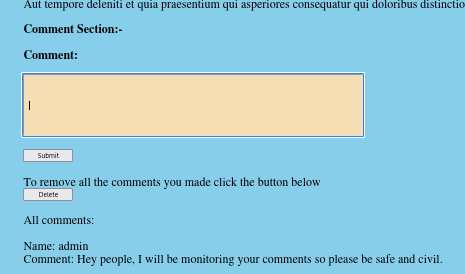 Aut tempore deleniti et quia praesentium qui asperiores consequatur qui doloribus distinctio
Comment Section:-
Comment:
Submit
To remove all the comments you made click the button below
Delete
All comments:
Name: admin
Comment: Hey people, I will be monitoring your comments so please be safe and civil.